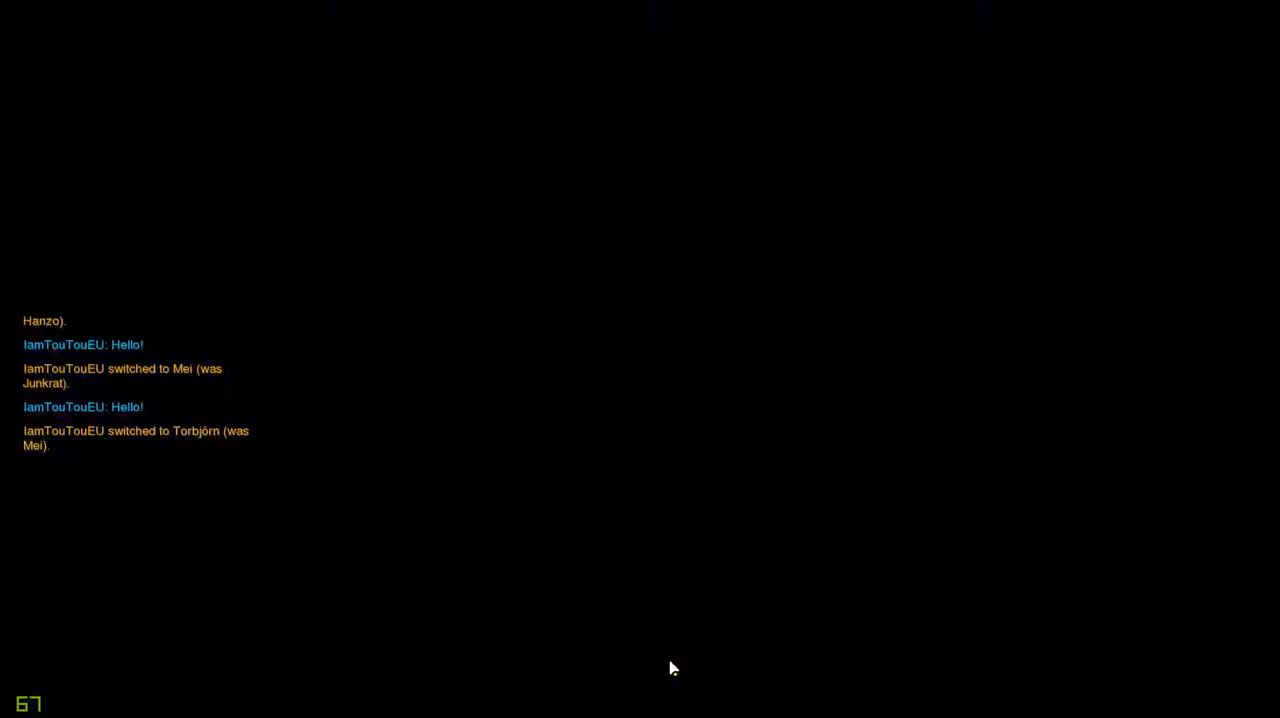 Hanzo).
IamTouTouEU: Hello!
IamTouTouEU switched to Mei (was
Junkrat).
IamTouTouEU: Hello!
IamTouTouEU switched to Torbjörn (was
Mei).
67